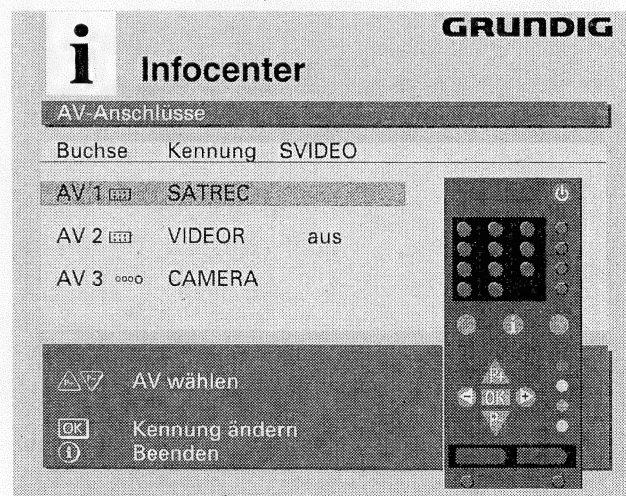 GRUNDIG
i Infocenter
AV-Anschlüsse
Buchse Kennung SVIDEO
AV 1 SATREC
AV 2 VIDEOR aus
AV 3 CAMERA
P+ P- AV wählen
OK Kennung ändern
i Beenden
i
P+
- OK +
P-